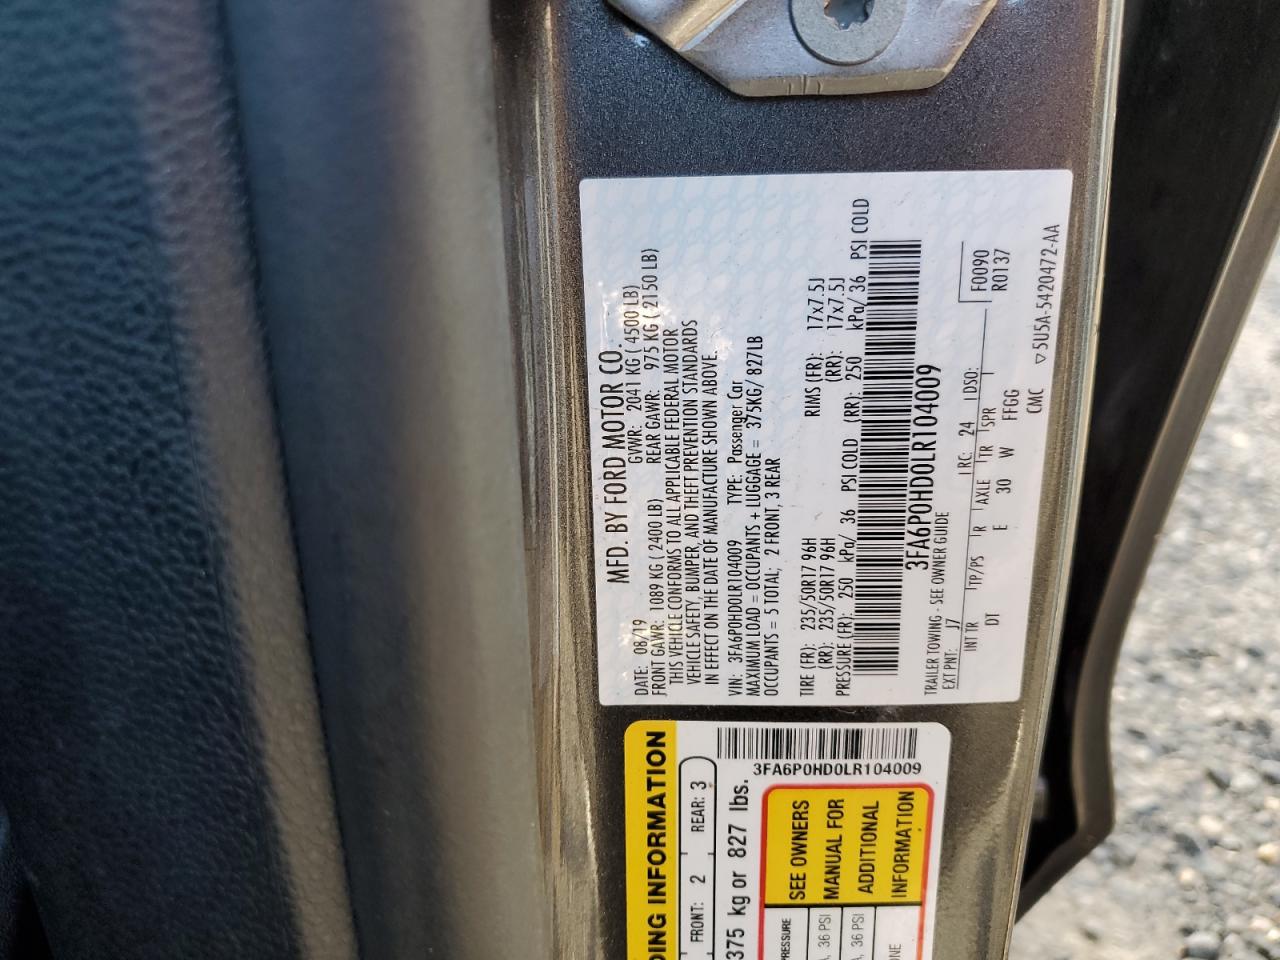 MFD. BY FORD MOTOR CO.
DATE: 08/19 GVWR: 2041 KG ( 4500 LB)
FRONT GAWR: 1089 KG ( 2400 LB) REAR GAWR: 975 KG ( 2150 LB)
THIS VEHICLE CONFORMS TO ALL APPLICABLE FEDERAL MOTOR
VEHICLE SAFETY, BUMPER, AND THEFT PREVENTION STANDARDS
IN EFFECT ON THE DATE OF MANUFACTURE SHOWN ABOVE.
VIN: 3FA6P0HD0LR104009 TYPE: Passenger Car
MAXIMUM LOAD = OCCUPANTS + LUGGAGE = 375KG/ 827LB
OCCUPANTS = 5 TOTAL; 2 FRONT, 3 REAR
TIRE (FR): 235/50R17 96H RIMS (FR): 17x7.5J
(RR): 235/50R17 96H (RR): 17x7.5J
PRESSURE (FR): 250 kPa/ 36 PSI COLD (RR): 250 kPa/ 36 PSI COLD
3FA6P0HD0LR104009
TRAILER TOWING - SEE OWNER GUIDE
EXT PNT: J7 RC: 24 DSO: F0090
R0137
INT TR TP/PS R AXLE TR SPR
DT E 30 W FFGG
CMC ▽5U5A-5420472-AA
DING INFORMATION
FRONT: 2 REAR: 3
375 kg or 827 lbs.
3FA6P0HD0LR104009
SEE OWNERS
MANUAL FOR
ADDITIONAL
INFORMATION
PRESSURE
, 36 PSI
, 36 PSI
NE